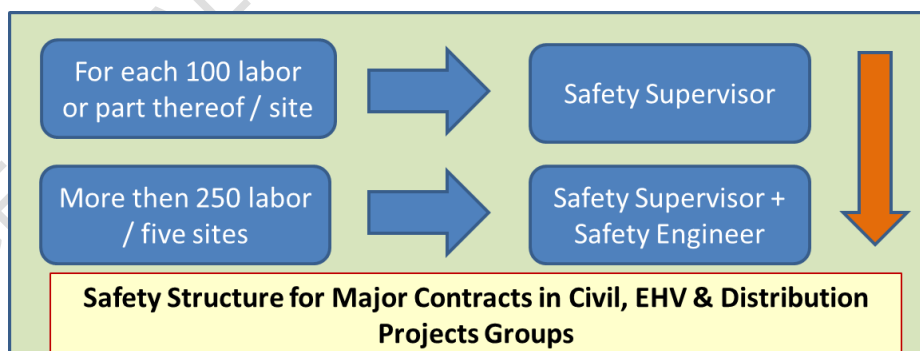 For each 100 labor
or part thereof / site
Safety Supervisor
More then 250 labor
/ five sites
Safety Supervisor +
Safety Engineer
Safety Structure for Major Contracts in Civil, EHV & Distribution
Projects Groups